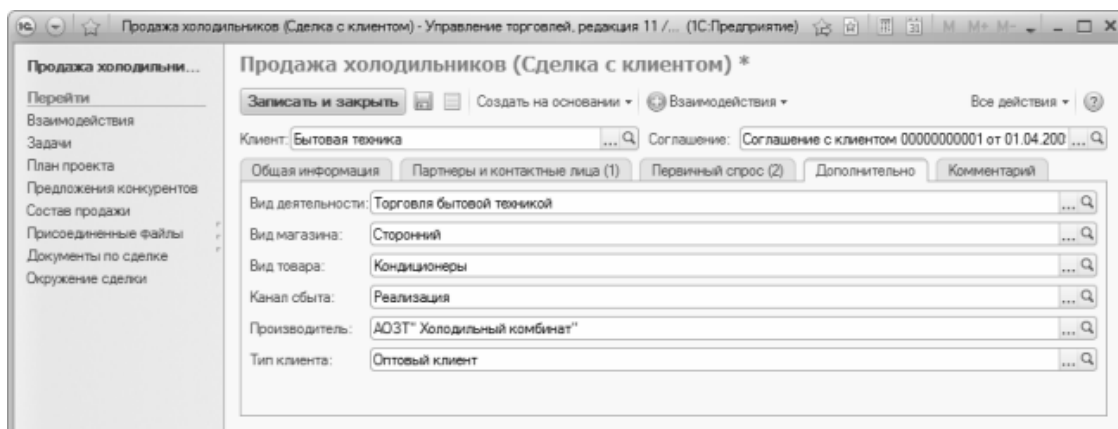 Продажа холодильников (Сделка с клиентом) - Управление торговлей, редакция 11 /... (1С:Предприятие) 31 M M+ M-
Продажа холодильни...
Перейти
Взаимодействия
Задачи
План проекта
Предложения конкурентов
Состав продажи
Присоединенные файлы
Документы по сделке
Окружение сделки
Продажа холодильников (Сделка с клиентом) *
Записать и закрыть Создать на основании Взаимодействия Все действия ?
Клиент: Бытовая техника ... Соглашение: Соглашение с клиентом 00000000001 от 01.04.200 ...
Общая информация Партнеры и контактные лица (1) Первичный спрос (2) Дополнительно Комментарий
Вид деятельности: Торговля бытовой техникой ...
Вид магазина: Сторонний ...
Вид товара: Кондиционеры ...
Канал сбыта: Реализация ...
Производитель: АОЗТ" Холодильный комбинат" ...
Тип клиента: Оптовый клиент ...